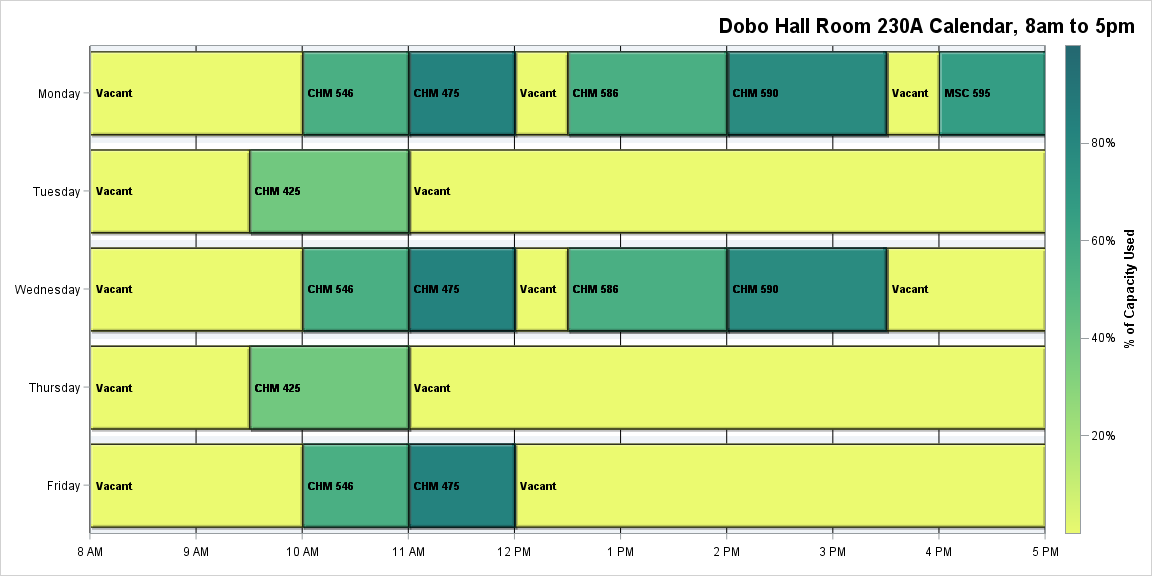 Dobo Hall Room 230A Calendar, 8am to 5pm
Monday
Vacant
CHM 546
CHM 475
Vacant
CHM 586
CHM 590
Vacant
MSC 595
Tuesday
Vacant
CHM 425
Vacant
Wednesday
Vacant
CHM 546
CHM 475
Vacant
CHM 586
CHM 590
Vacant
Thursday
Vacant
CHM 425
Vacant
Friday
Vacant
CHM 546
CHM 475
Vacant
8 AM
9 AM
10 AM
11 AM
12 PM
1 PM
2 PM
3 PM
4 PM
5 PM
80%
60%
40%
20%
% of Capacity Used